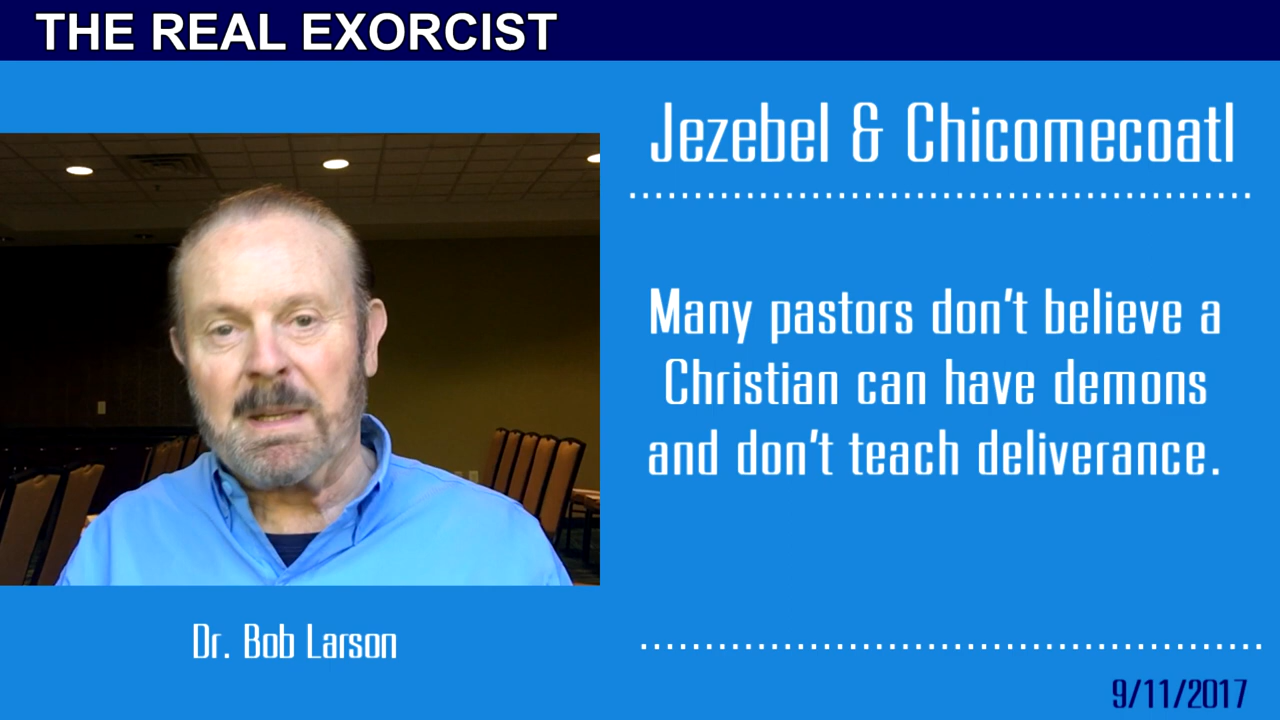 THE REAL EXORCIST
Jezebel & Chicomecoatl
Many pastors don't believe a
Christian can have demons
and don't teach deliverance.
Dr. Bob Larson
9/11/2017